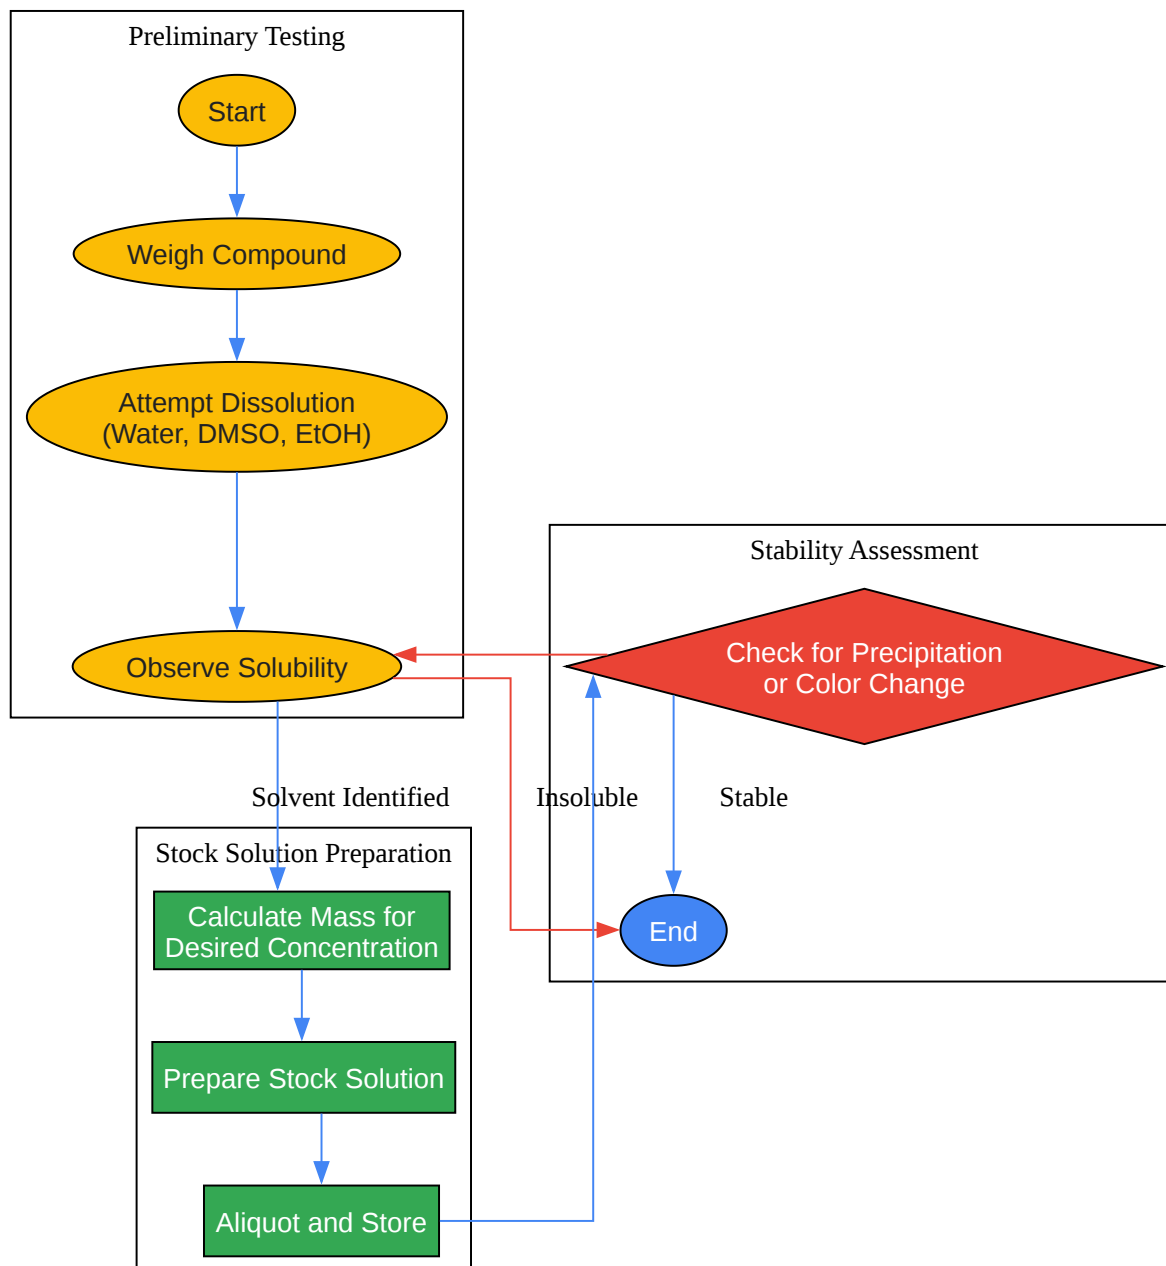 Preliminary Testing
Start
Weigh Compound
Attempt Dissolution
(Water, DMSO, EtOH)
Observe Solubility
Stability Assessment
Check for Precipitation
or Color Change
Solvent Identified
Insoluble
Stable
Stock Solution Preparation
Calculate Mass for
Desired Concentration
End
Prepare Stock Solution
Aliquot and Store